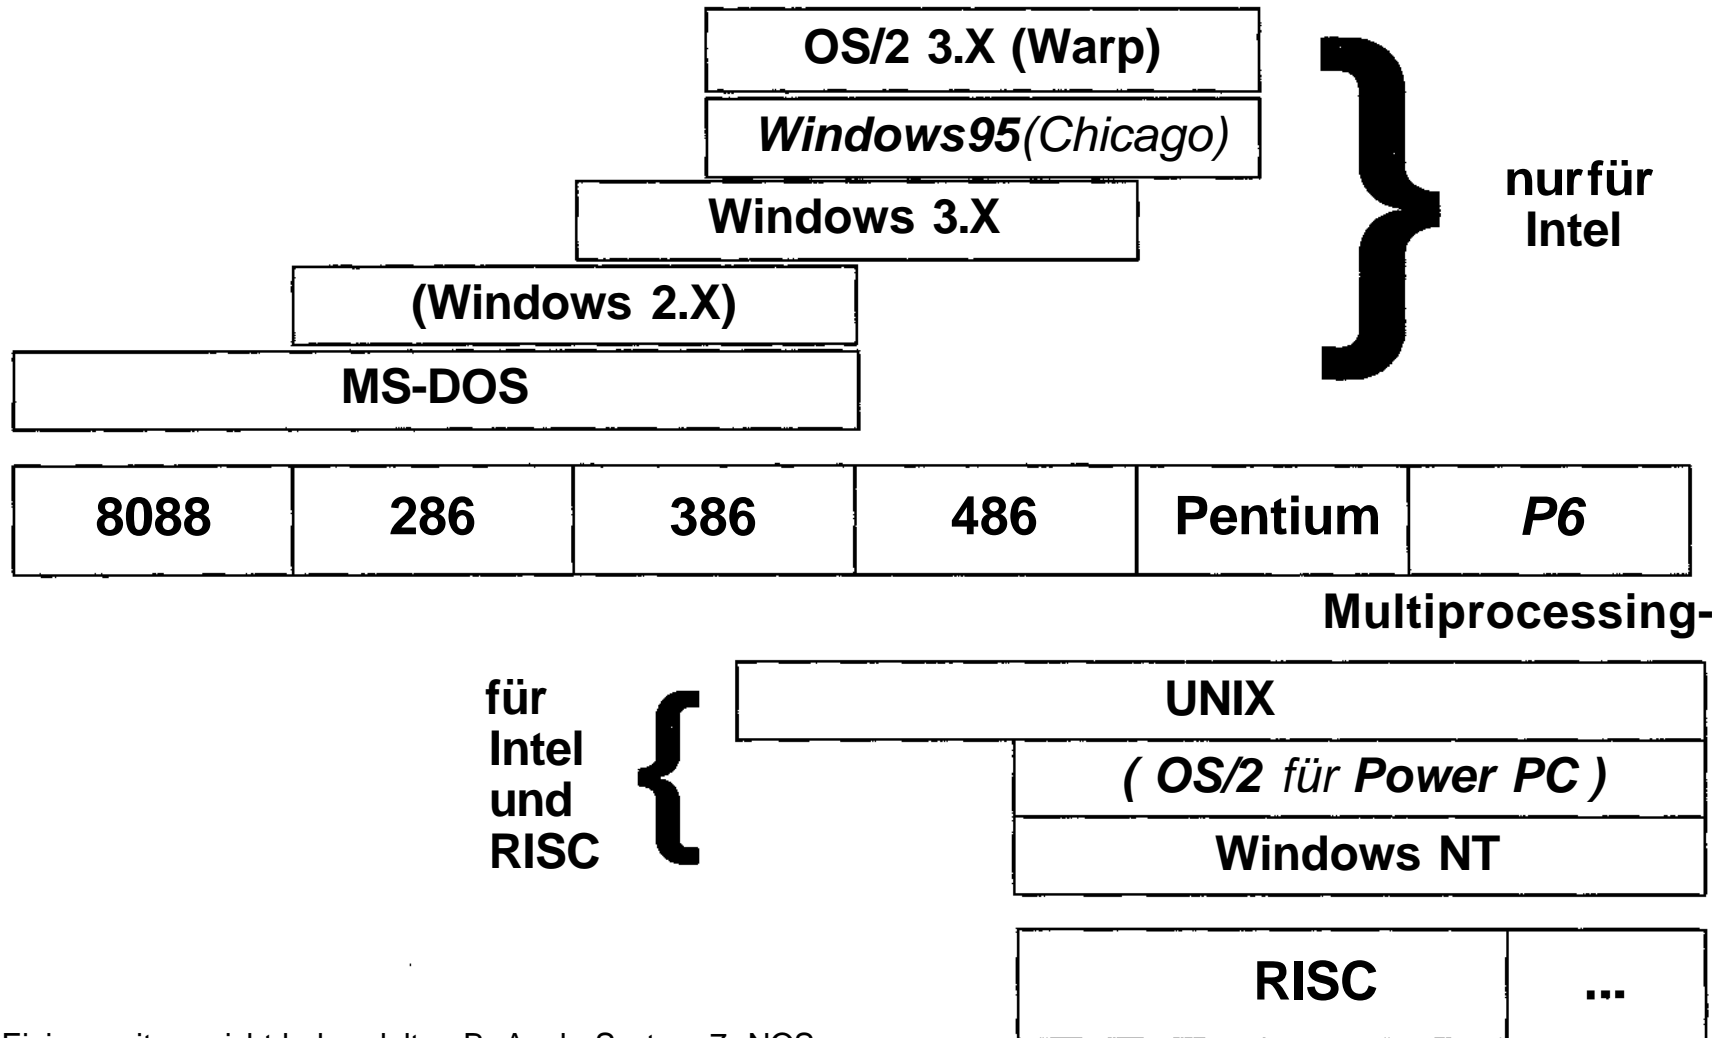 OS/2 3.X (Warp)
Windows95(Chicago)
Windows 3.X
(Windows 2.X)
MS-DOS
nurfür
Intel
8088 286 386 486 Pentium P6
Multiprocessing-
für
Intel
und
RISC
UNIX
( OS/2 für Power PC )
Windows NT
RISC ...